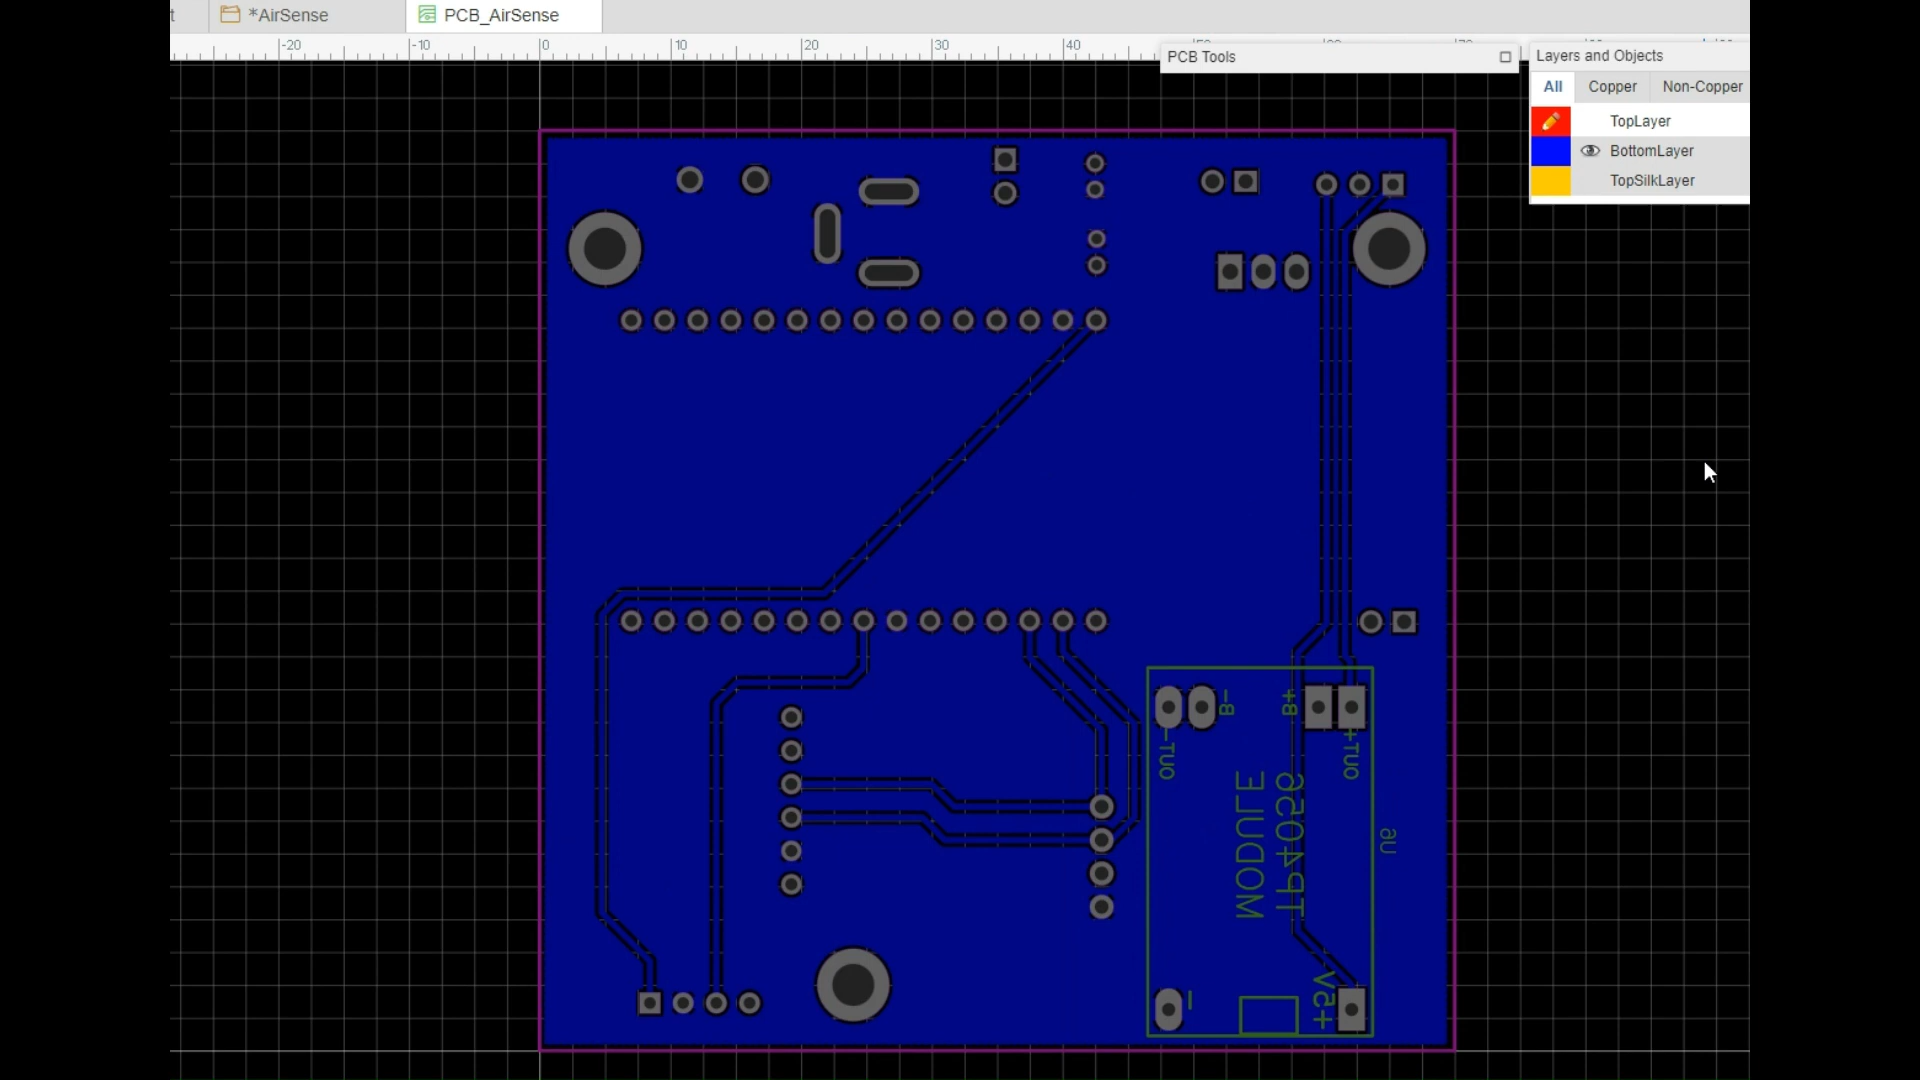 t
*AirSense
PCB_AirSense
-20
-10
0
10
20
30
40
PCB Tools
Layers and Objects
All
Copper
Non-Copper
TopLayer
BottomLayer
TopSilkLayer
B-
B+
OUT-
OUT+
MODULE
TP4056
U6
+5V
-